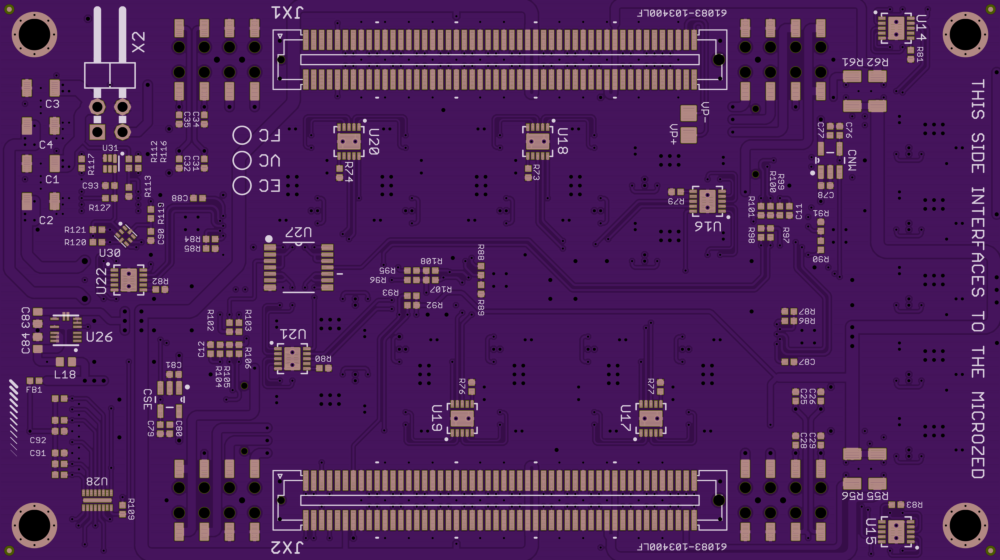 JX1
61083-103400LF
U14
R81
X2
R61 R62
C3
C35
C34
FC
U20
U18
VP-
VP+
C77
C76
C4
U31
R112
R116
VC
MNC
R117
C32
C31
R74
R73
C1
C93
R113
EC
R99
R100
C78
R127
C88
R79
R101
C11
C2
R119
U16
R91
R121
R120
C90
R84
R85
U27
R98
R97
U30
R88
R90
R95
R108
R96
R107
U22
R82
R93
R92
R89
R87
R86
C83
C84
U26
R102
R103
U21
C12
R106
R80
L18
C81
R105
R104
C87
FB1
CSE
R76
R77
C25
C26
C79
C80
U19
U17
C92
C28
C29
C91
U28
R109
R56 R55
R83
U15
JX2
61083-103400LF
THIS SIDE INTERFACES TO THE MICROZED